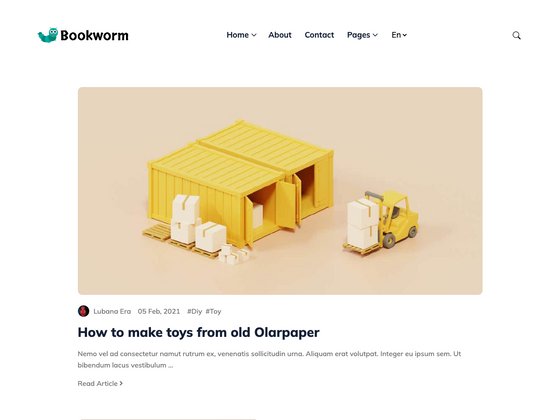 Bookworm
Home About Contact Pages En
Lubana Era 05 Feb, 2021 #Diy #Toy
How to make toys from old Olarpaper
Nemo vel ad consectetur namut rutrum ex, venenatis sollicitudin urna. Aliquam erat volutpat. Integer eu ipsum sem. Ut
bibendum lacus vestibulum ...
Read Article